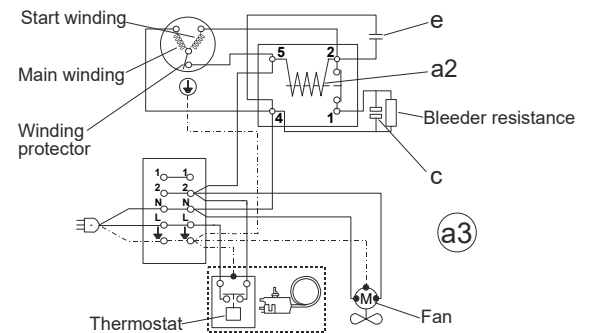 Start winding
Main winding
Winding
protector
e
a2
5 2
4 1
Bleeder resistance
c
1 1
2 2
N N
L L
a3
M
Fan
Thermostat